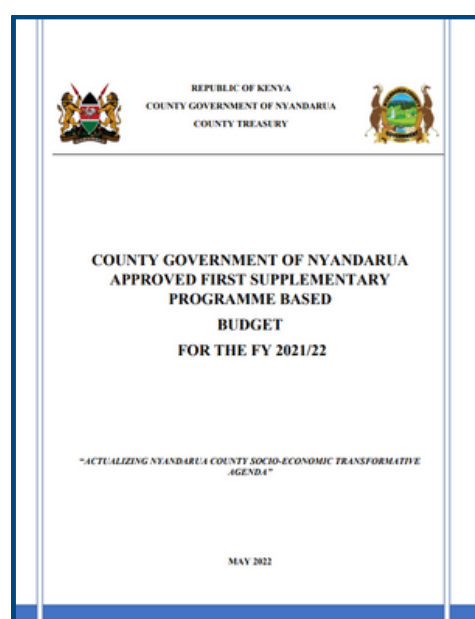 REPUBLIC OF KENYA
COUNTY GOVERNMENT OF NYANDARUA
COUNTY TREASURY
COUNTY GOVERNMENT OF NYANDARUA
APPROVED FIRST SUPPLEMENTARY
PROGRAMME BASED
BUDGET
FOR THE FY 2021/22
"ACTUALIZING NYANDARUA COUNTY SOCIO-ECONOMIC TRANSFORMATIVE
AGENDA"
MAY 2022